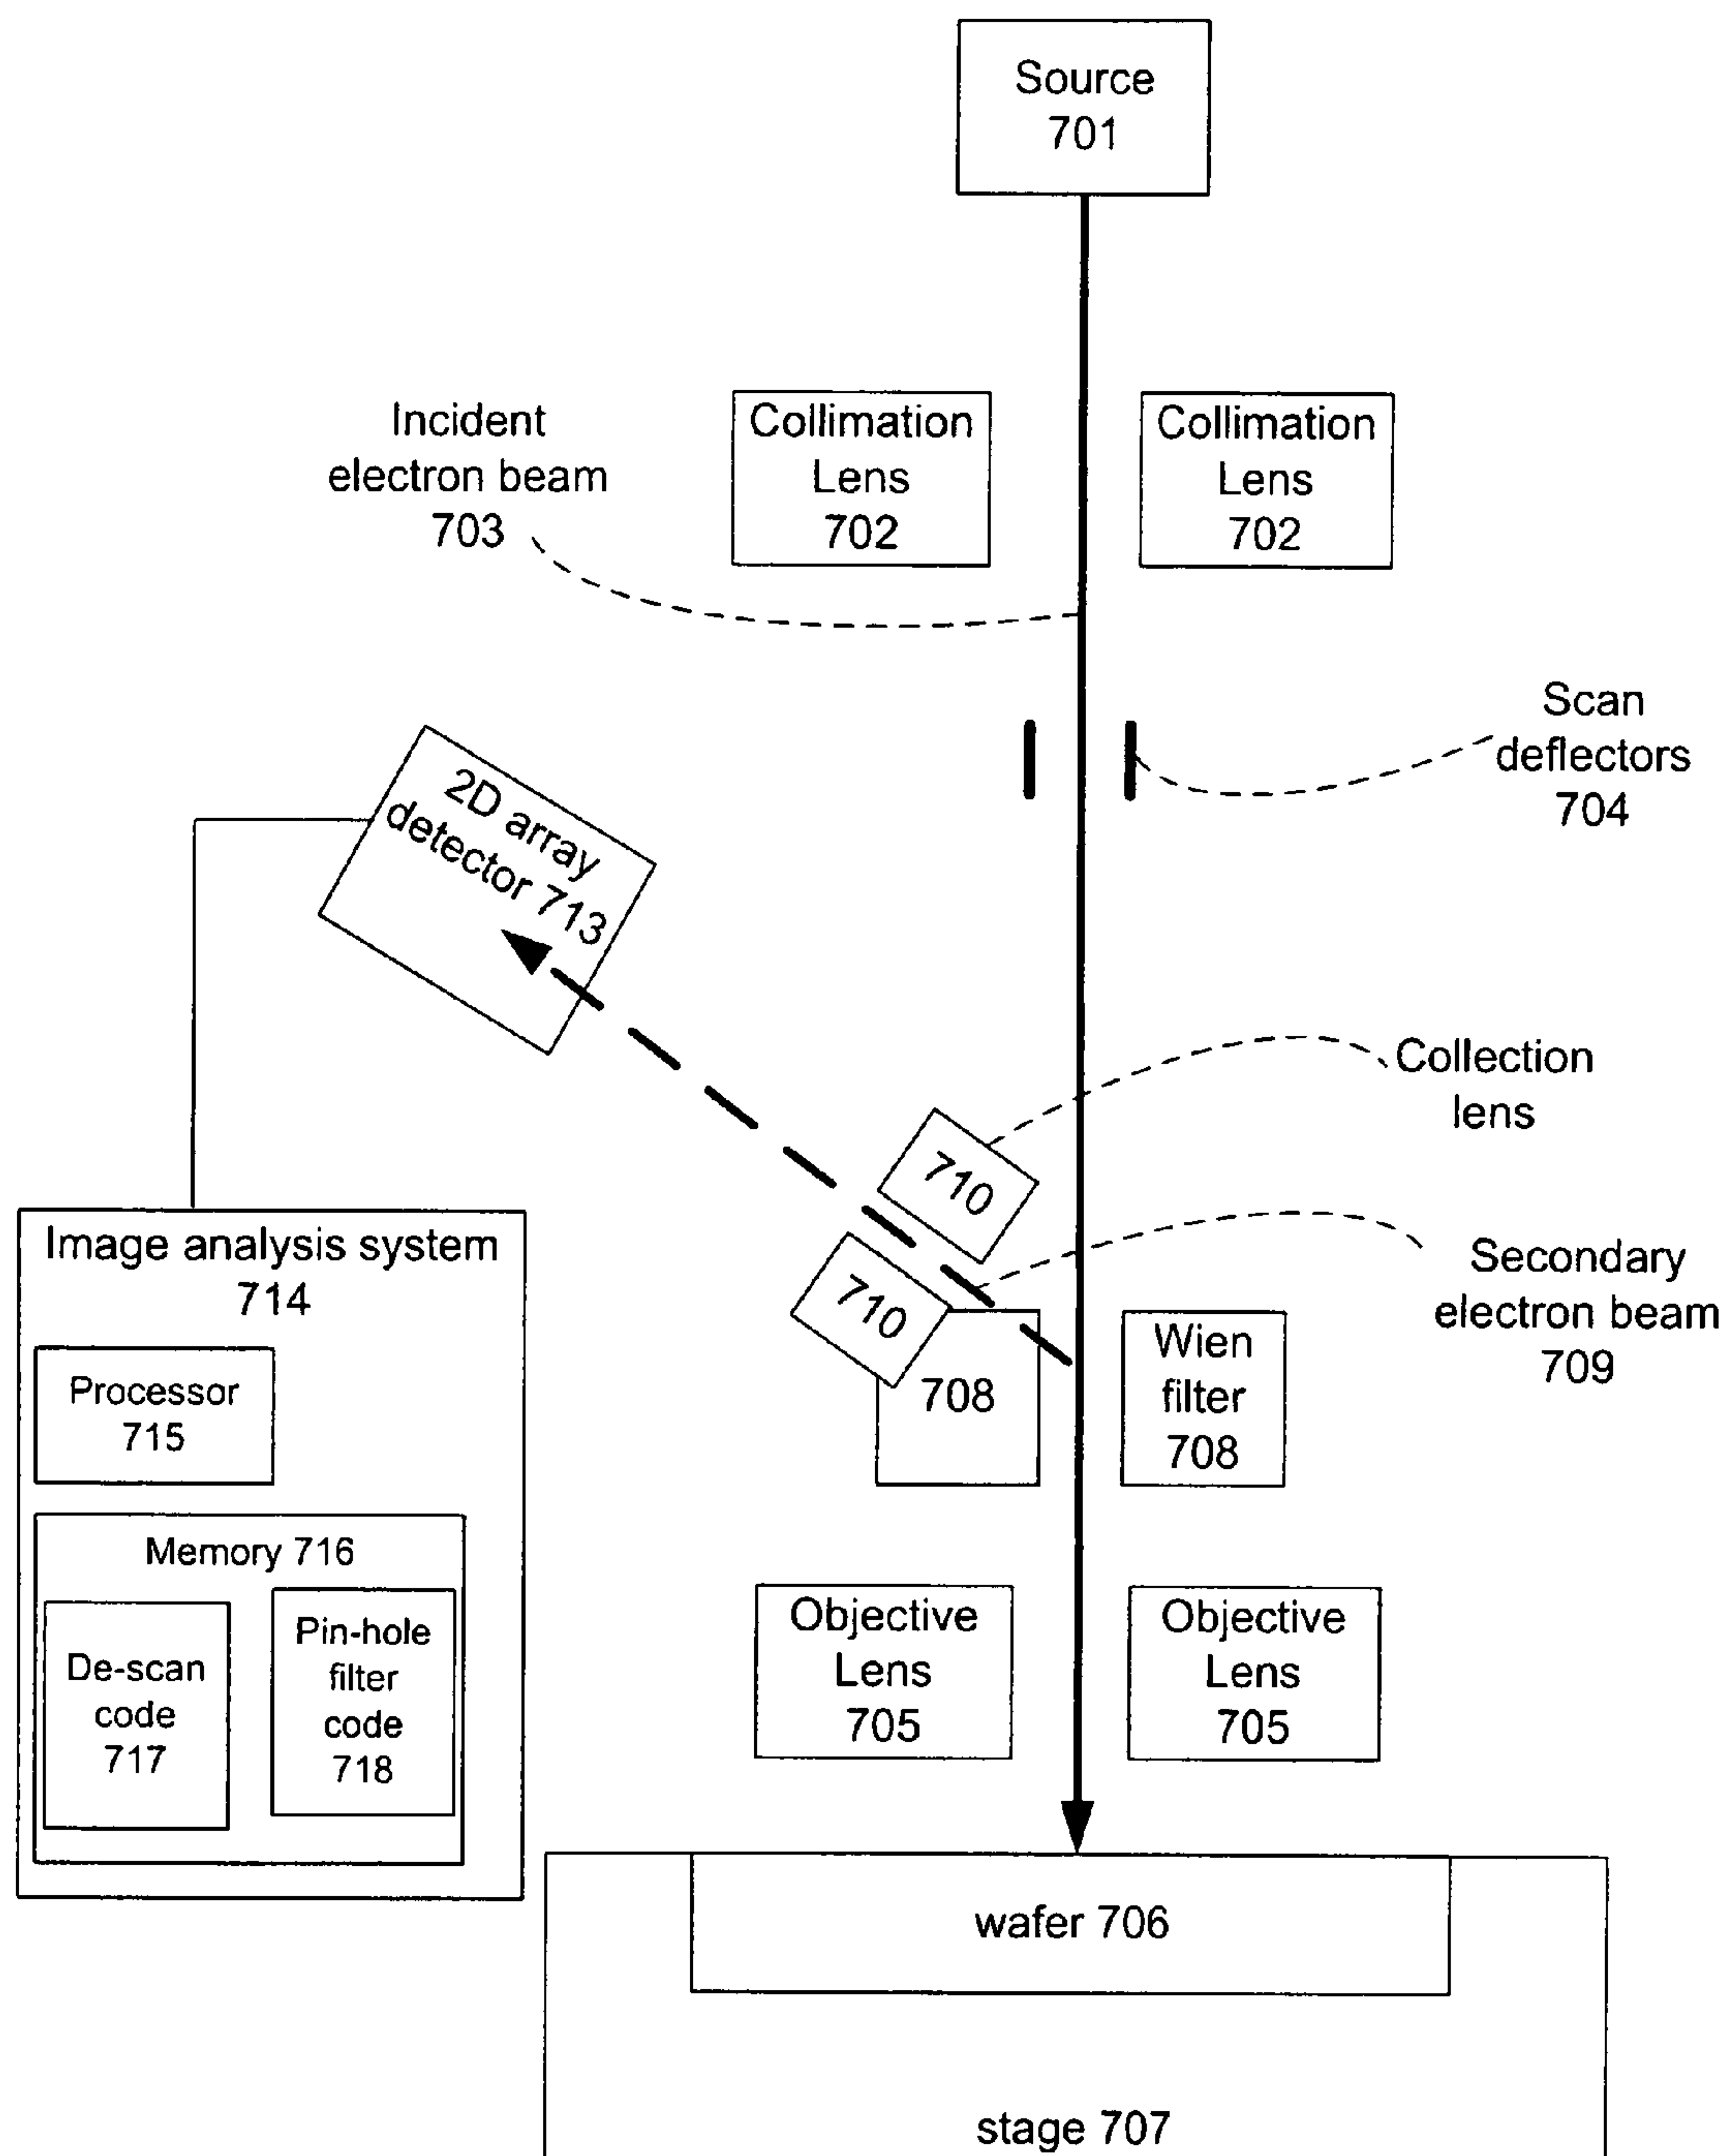 Source
701
Incident
electron beam
703
Collimation
Lens
702
Collimation
Lens
702
Scan
deflectors
704
2D array
detector 713
Collection
lens
710
710
Secondary
electron beam
709
Image analysis system
714
Processor
715
Memory 716
De-scan
code
717
Pin-hole
filter
code
718
708
Wien
filter
708
Objective
Lens
705
Objective
Lens
705
wafer 706
stage 707